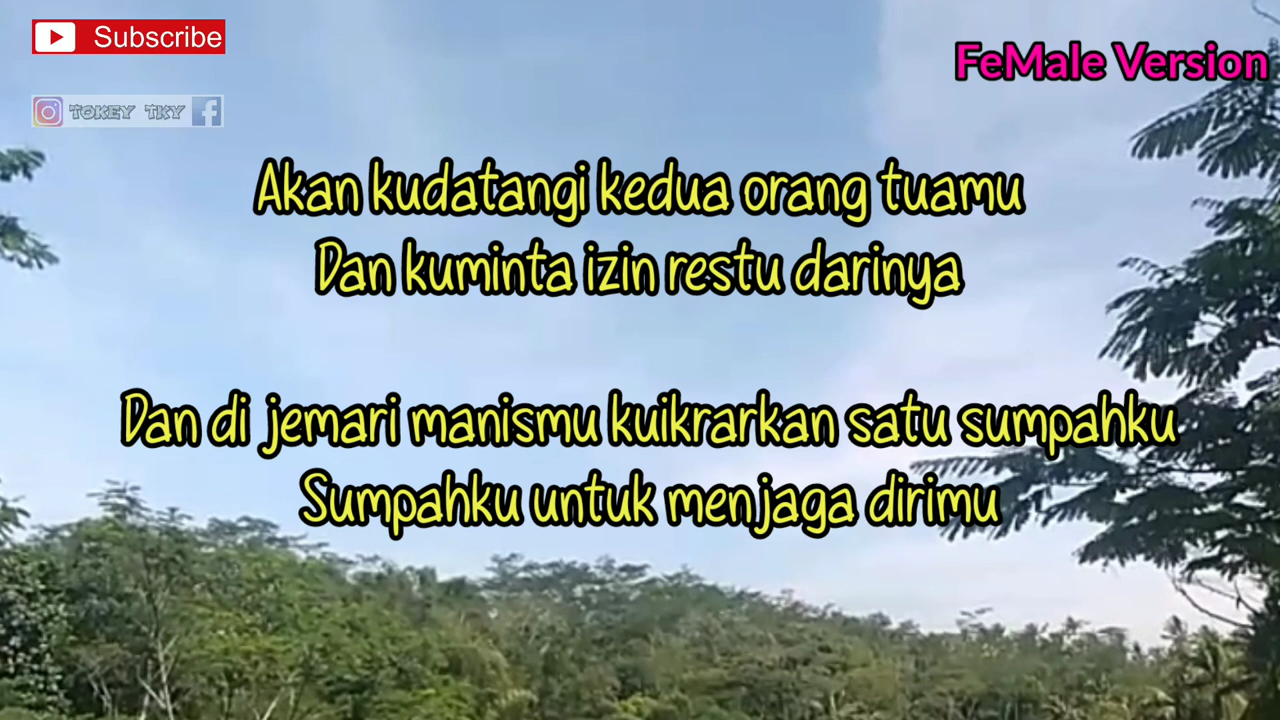 Subscribe
FeMale Version
TOKEY TKY
Akan kudatangi kedua orang tuamu
Dan kuminta izin restu darinya
Dan di jemari manismu kuikrarkan satu sumpahku
Sumpahku untuk menjaga dirimu